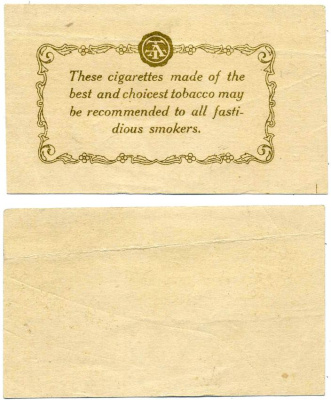 These cigarettes made of the
best and choicest tobacco may
be recommended to all fasti-
dious smokers.